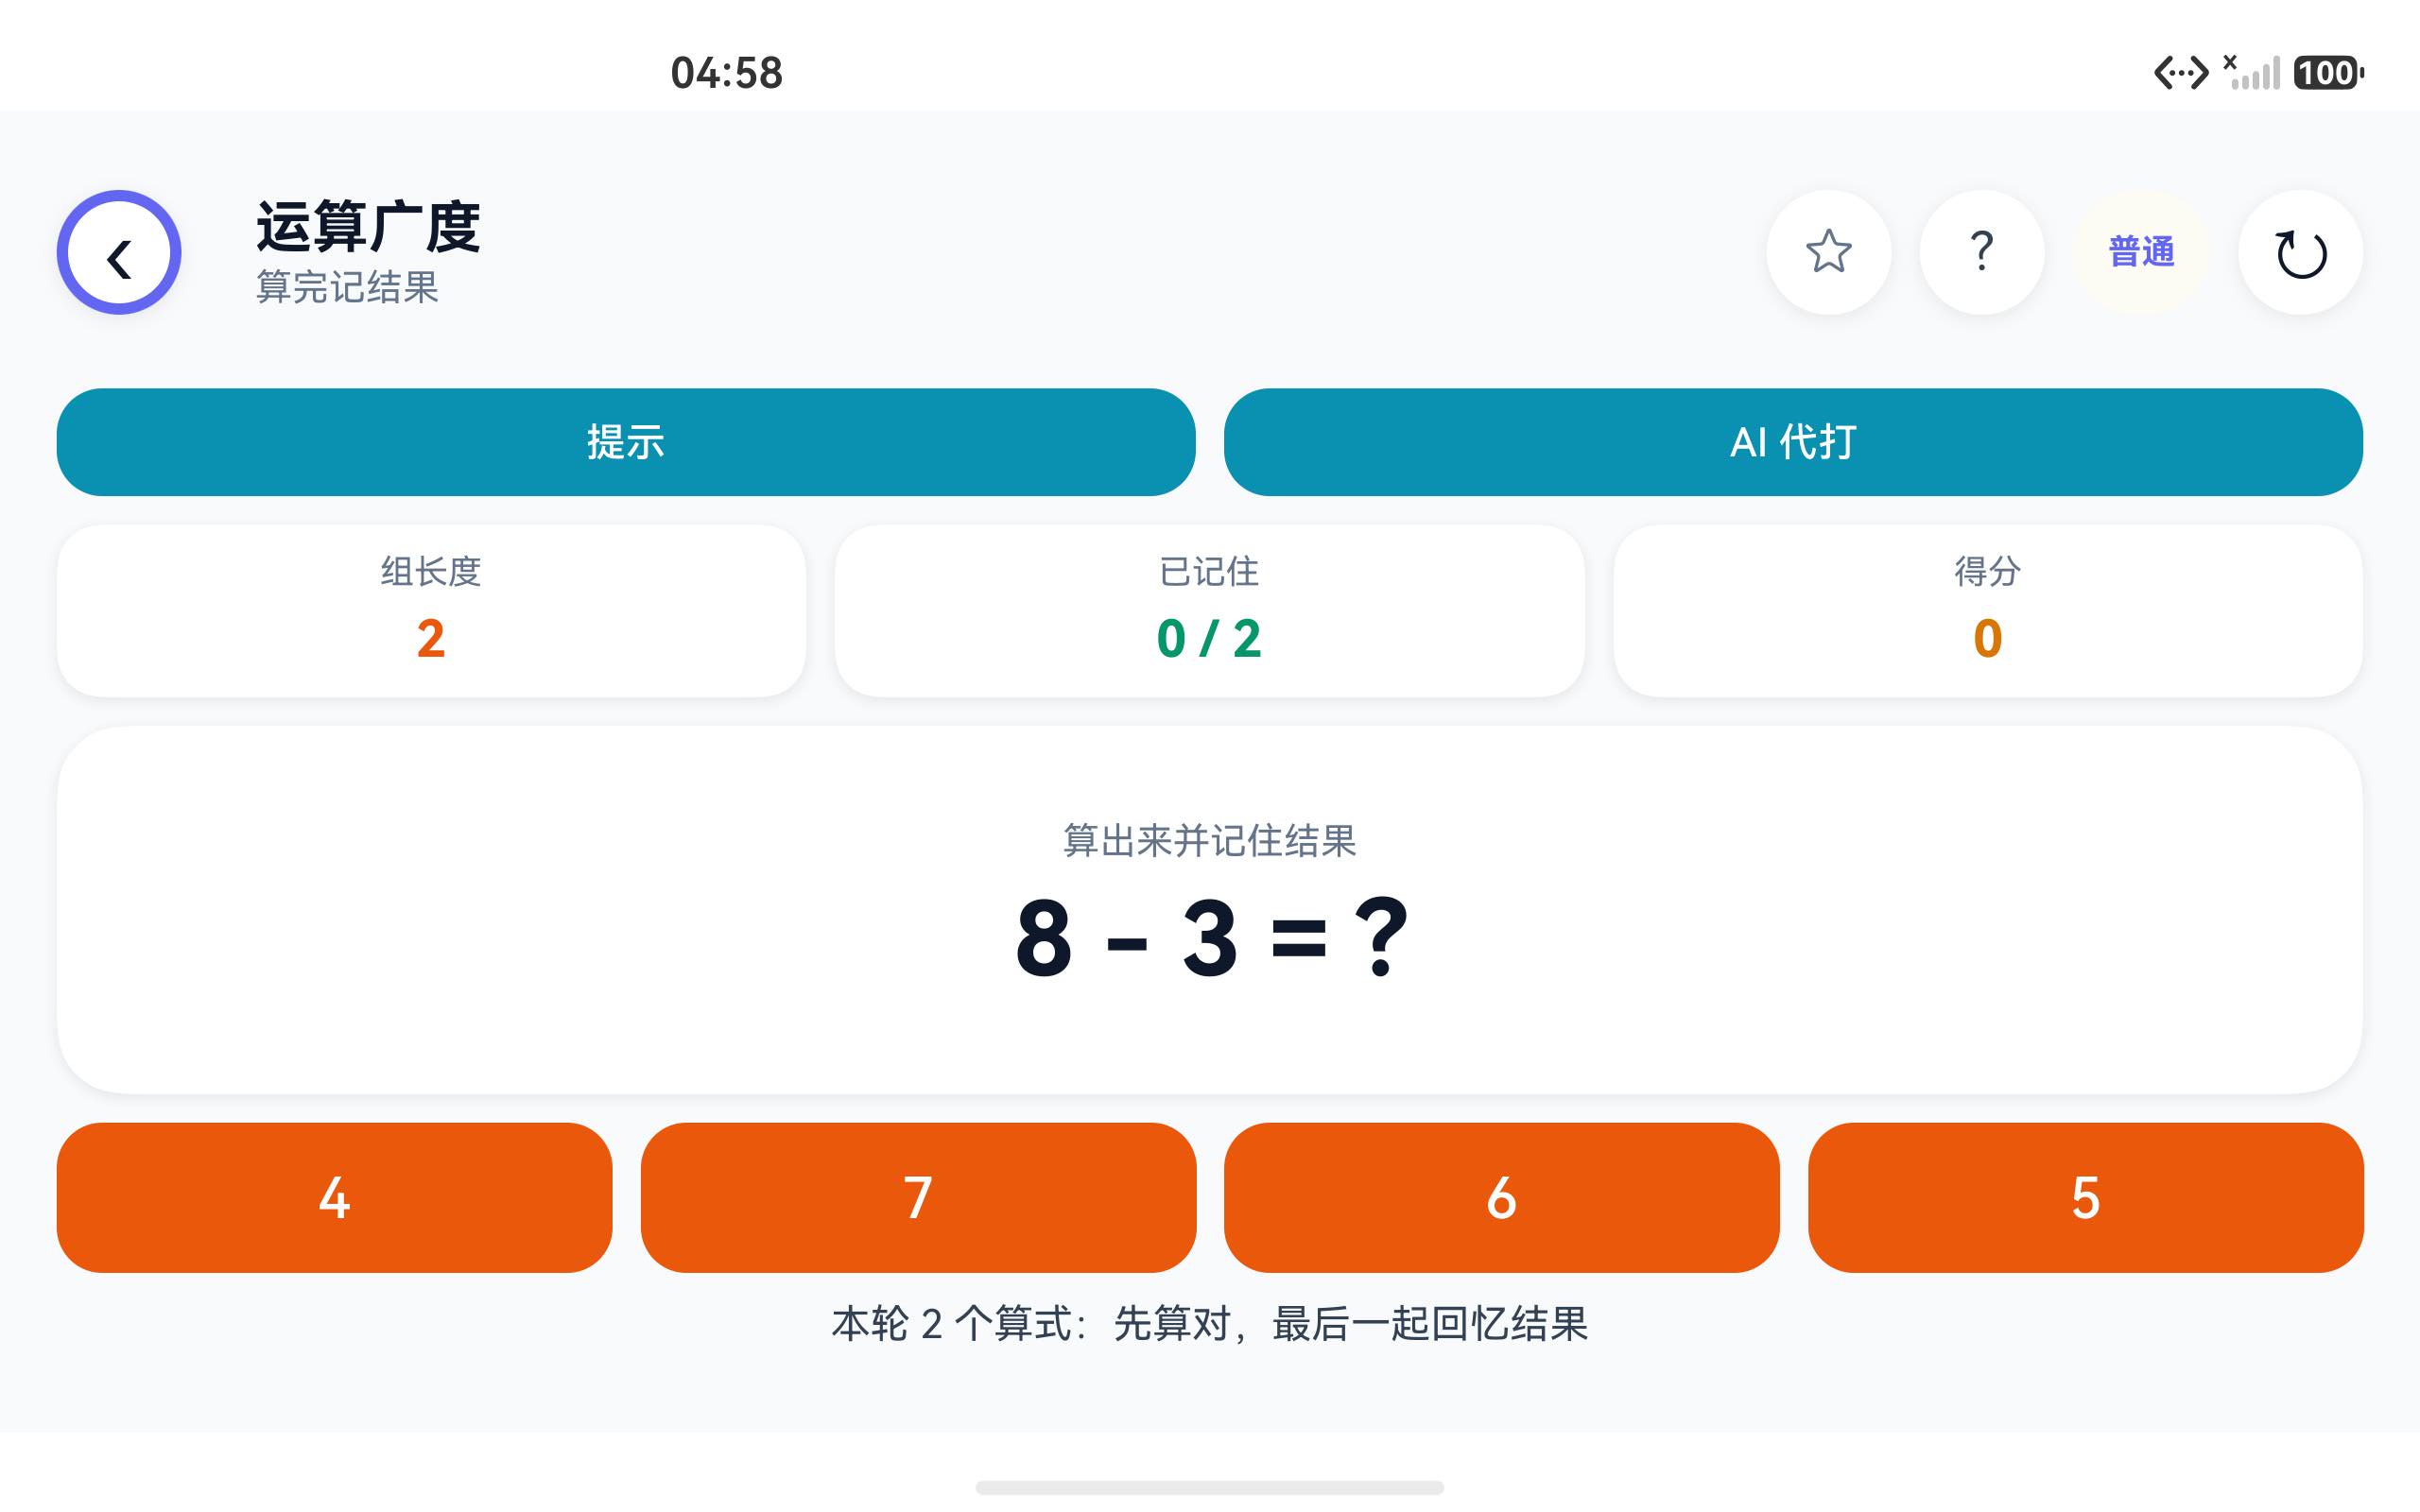 04:58
100
运算广度
算完记结果
?
普通
提示
AI 代打
组长度
2
已记住
0 / 2
得分
0
算出来并记住结果
8 - 3 = ?
4
7
6
5
本轮 2 个算式：先算对，最后一起回忆结果